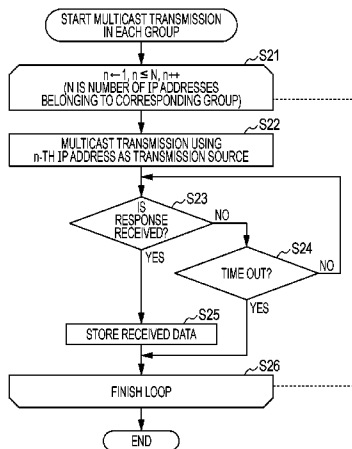 START MULTICAST TRANSMISSION
IN EACH GROUP
S21
n←1, n≤N, n++
(N IS NUMBER OF IP ADDRESSES
BELONGING TO CORRESPONDING GROUP)
S22
MULTICAST TRANSMISSION USING
n-TH IP ADDRESS AS TRANSMISSION SOURCE
S23
IS
RESPONSE
RECEIVED?
NO
S24
YES
TIME OUT?
NO
YES
S25
STORE RECEIVED DATA
S26
FINISH LOOP
END